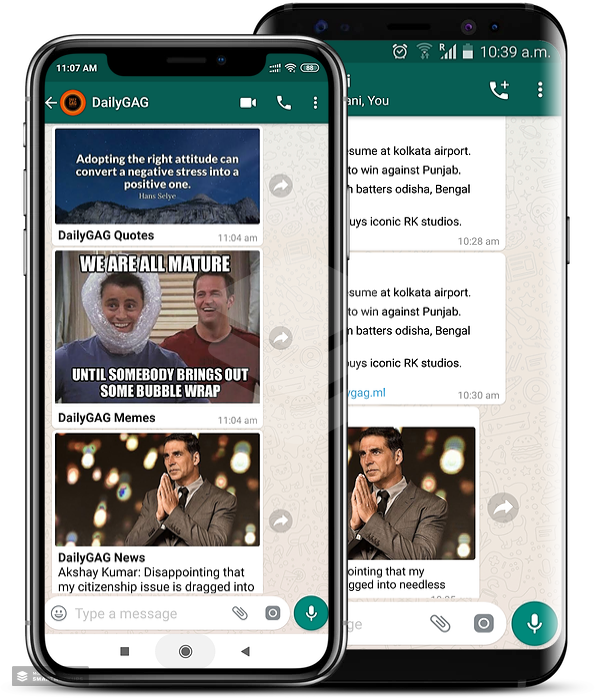 11:07 AM
88
DailyGAG
Adopting the right attitude can
convert a negative stress into a
positive one.
Hans Selye
DailyGAG Quotes
11:04 am
WE ARE ALL MATURE
UNTIL SOMEBODY BRINGS OUT
SOME BUBBLE WRAP
DailyGAG Memes
11:04 am
DailyGAG News
Akshay Kumar: Disappointing that
my citizenship issue is dragged into
Type a message
R
10:39 a.m.
ani, You
sume at kolkata airport.
to win against Punjab.
batters odisha, Bengal
uys iconic RK studios.
10:28 am
sume at kolkata airport.
to win against Punjab.
batters odisha, Bengal
uys iconic RK studios.
ygag.ml
10:30 am
ointing that my
gged into needless
ge